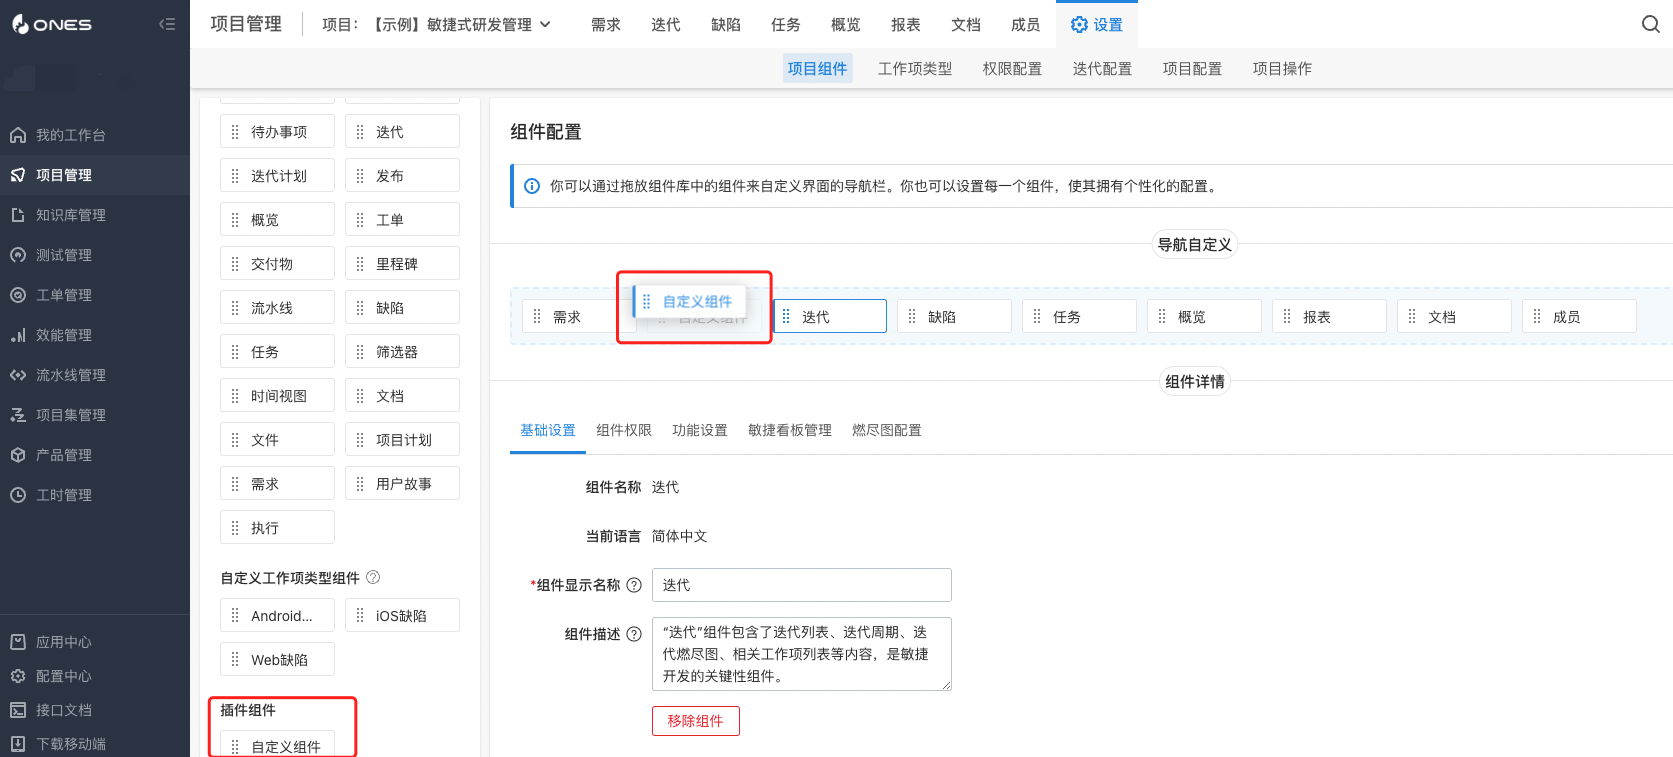 ONES
项目管理
项目：【示例】敏捷式研发管理
需求
迭代
缺陷
任务
概览
报表
文档
成员
设置
项目组件
工作项类型
权限配置
迭代配置
项目配置
项目操作
我的工作台
项目管理
知识库管理
测试管理
工单管理
效能管理
流水线管理
项目集管理
产品管理
工时管理
应用中心
配置中心
接口文档
下载移动端
待办事项
迭代
迭代计划
发布
概览
工单
交付物
里程碑
流水线
缺陷
任务
筛选器
时间视图
文档
文件
项目计划
需求
用户故事
执行
自定义工作项类型组件
Android...
iOS缺陷
Web缺陷
插件组件
自定义组件
组件配置
你可以通过拖放组件库中的组件来自定义界面的导航栏。你也可以设置每一个组件，使其拥有个性化的配置。
导航自定义
需求
自定义组件
自定义组件
迭代
缺陷
任务
概览
报表
文档
成员
组件详情
基础设置
组件权限
功能设置
敏捷看板管理
燃尽图配置
组件名称 迭代
当前语言 简体中文
*组件显示名称 迭代
组件描述
“迭代”组件包含了迭代列表、迭代周期、迭
代燃尽图、相关工作项列表等内容，是敏捷
开发的关键性组件。
移除组件